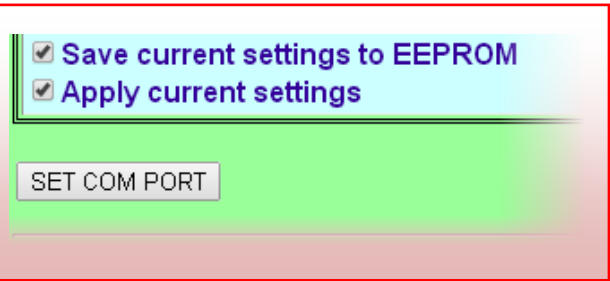 Save current settings to EEPROM
Apply current settings
SET COM PORT